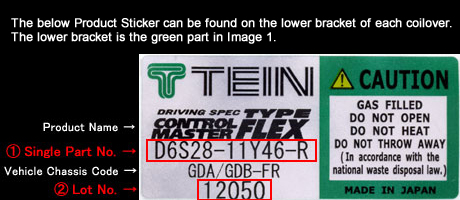 The below Product Sticker can be found on the lower bracket of each coilover.
The lower bracket is the green part in Image 1.
TEIN
DRIVING SPEC TYPE
CONTROL MASTER FLEX
Product Name →
① Single Part No. → D6S28-11Y46-R
Vehicle Chassis Code → GDA/GDB-FR
② Lot No. → 12050
CAUTION
GAS FILLED
DO NOT OPEN
DO NOT HEAT
DO NOT THROW AWAY
(In accordance with the
national waste disposal law.)
MADE IN JAPAN